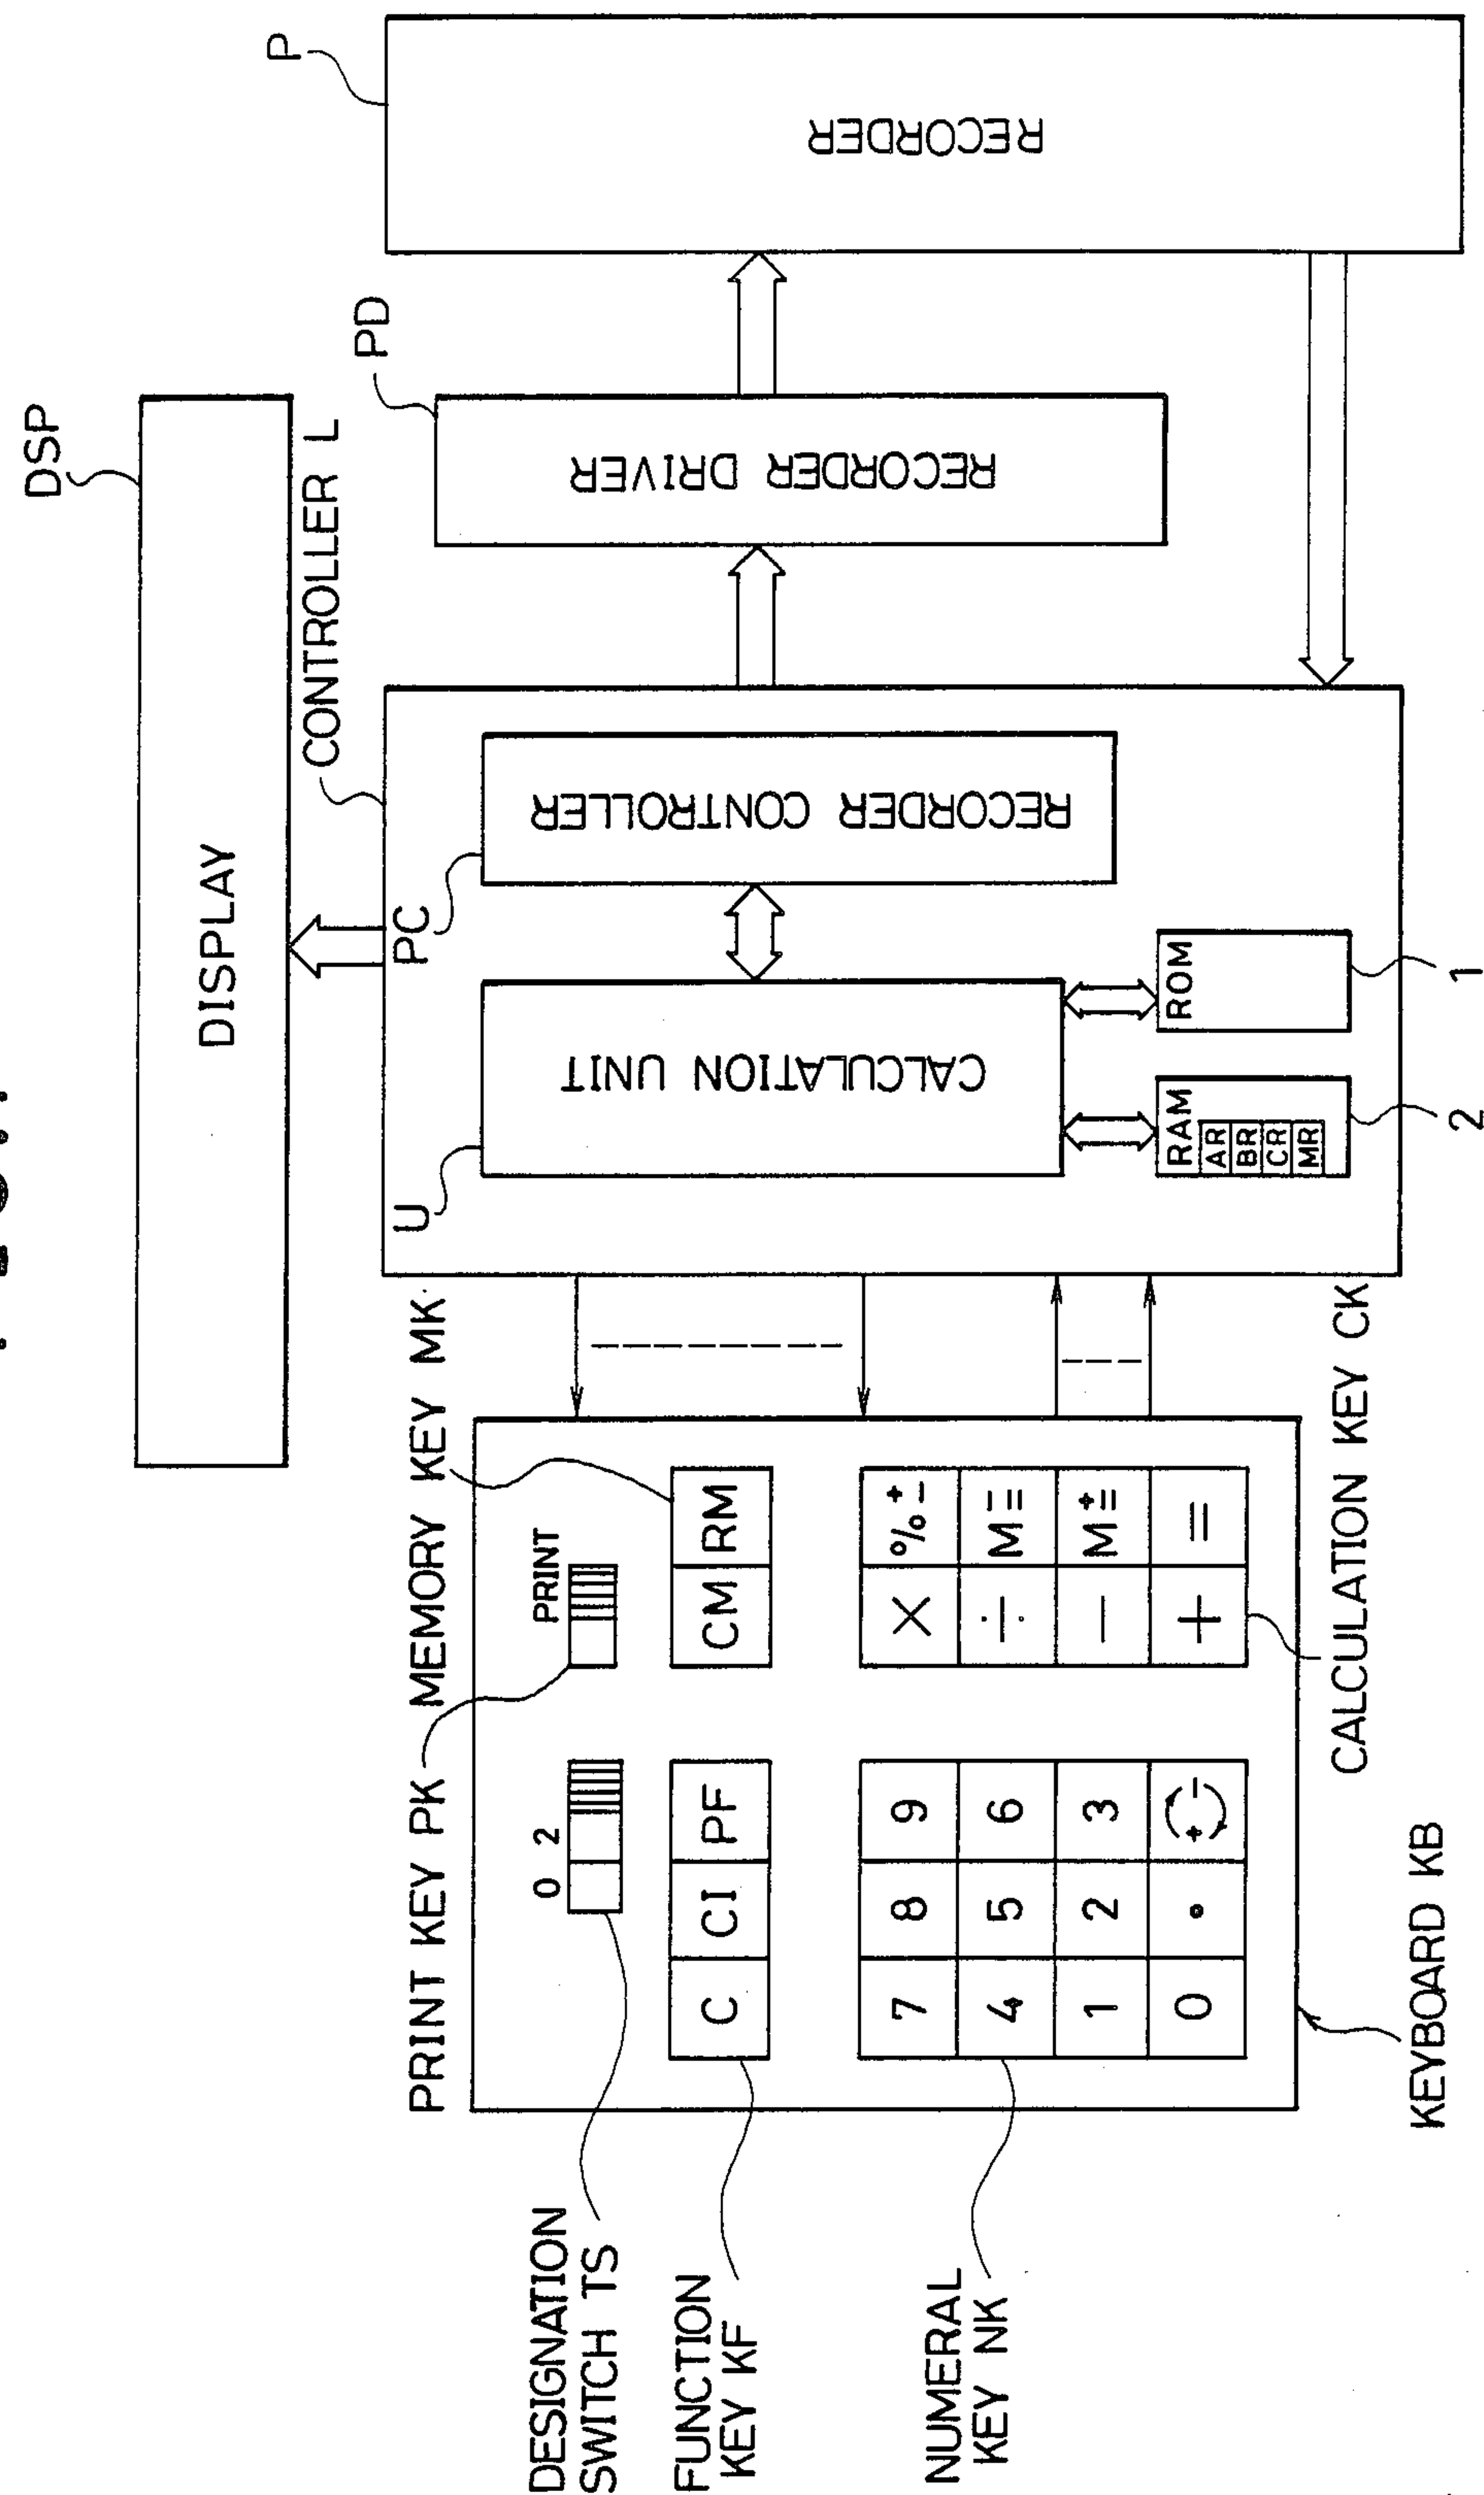 DSP
DISPLAY
CONTROLLER L
P
PD
PC
U
RECORDER
RECORDER DRIVER
RECORDER CONTROLLER
CALCULATION UNIT
ROM
1
RAM
AR
BR
CR
MR
2
PRINT KEY PK
MEMORY KEY MK
0 2
PRINT
C CI PF
CM RM
7 8 9
4 5 6
1 2 3
0 . + -
× % ±
÷ M = −
− M = +
+ =
DESIGNATION
SWITCH TS
FUNCTION
KEY KF
NUMERAL
KEY NK
KEYBOARD KB
CALCULATION KEY CK